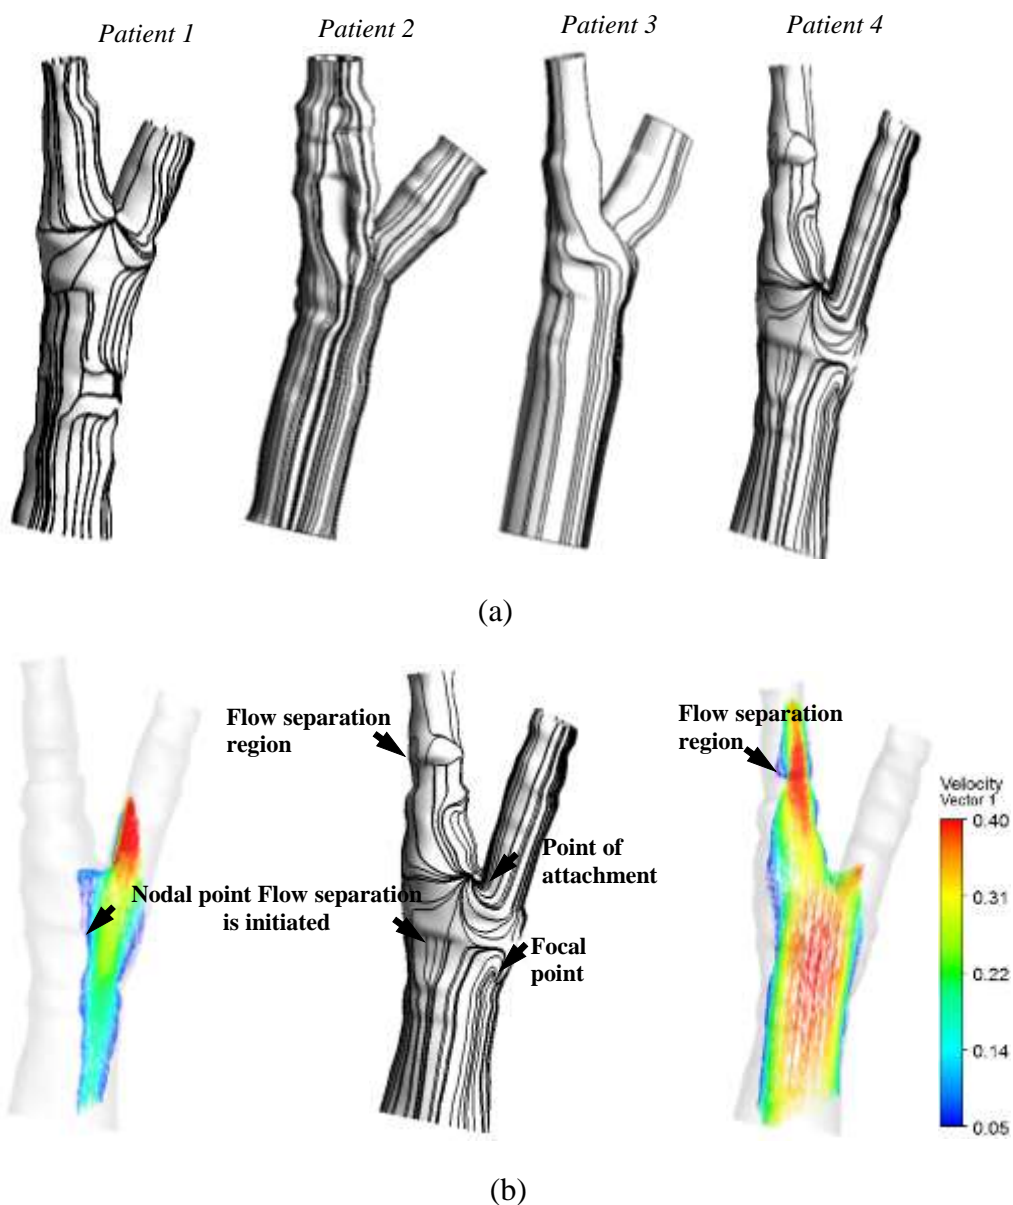 Patient 1
Patient 2
Patient 3
Patient 4
(a)
Flow separation
region
Nodal point Flow separation
is initiated
Point of
attachment
Focal
point
Flow separation
region
Velocity
Vector 1
0.40
0.31
0.22
0.14
0.05
(b)